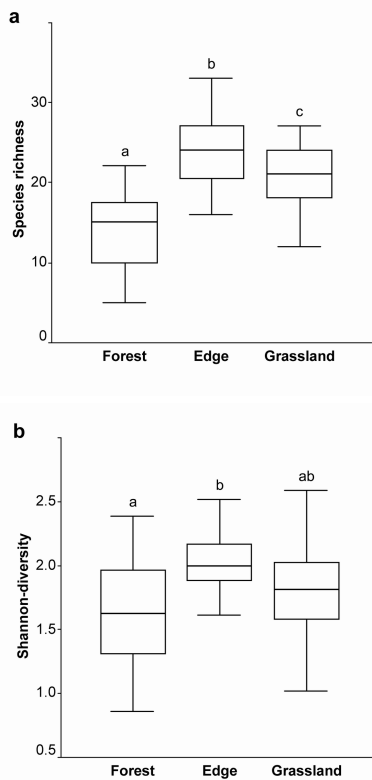 a
Species richness
30
20
10
0
a
b
c
Forest Edge Grassland
b
Shannon-diversity
2.5
2.0
1.5
1.0
0.5
a
b
ab
Forest Edge Grassland